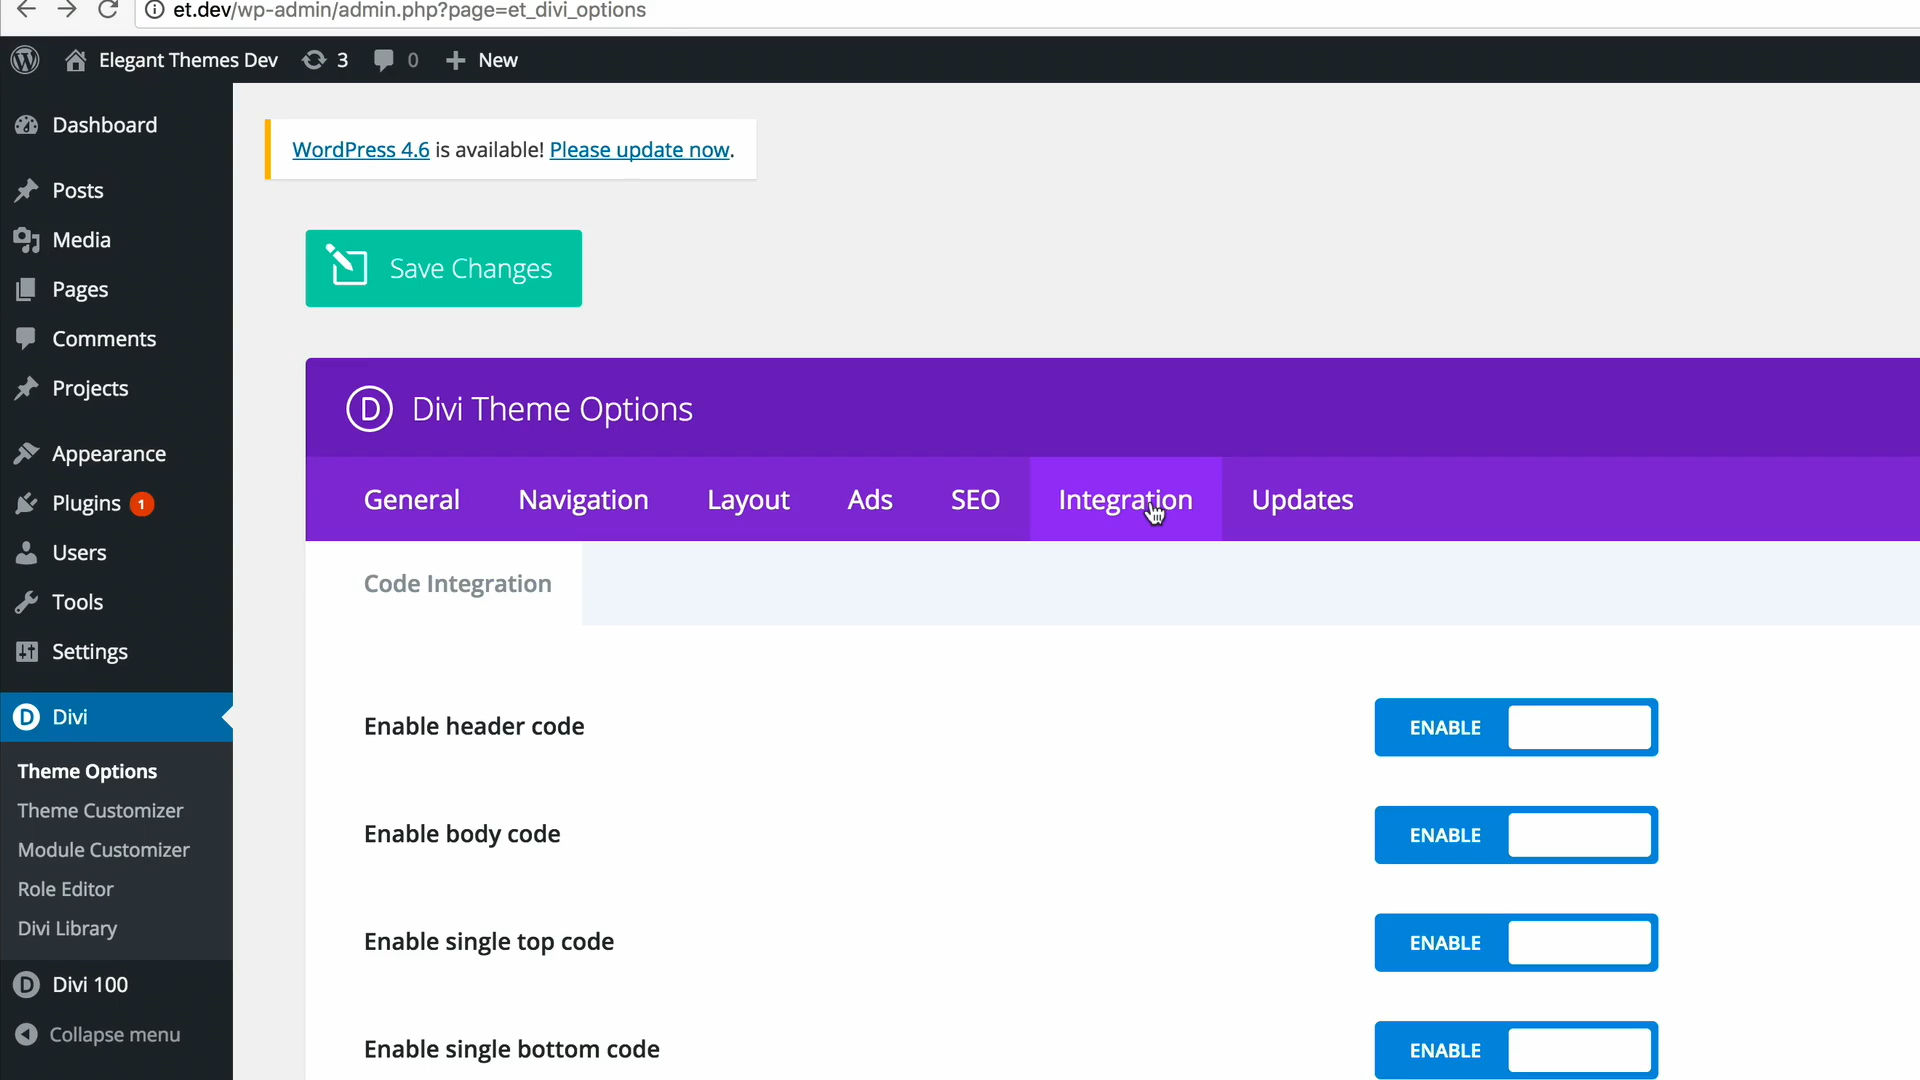 et.dev/wp-admin/admin.php?page=et_divi_options
Elegant Themes Dev 3 0 + New
Dashboard
WordPress 4.6 is available! Please update now.
Posts
Media
Save Changes
Pages
Comments
Projects
D Divi Theme Options
Appearance
Plugins 1
General Navigation Layout Ads SEO Integration Updates
Users
Code Integration
Tools
Settings
D Divi
Enable header code ENABLE
Theme Options
Theme Customizer
Enable body code ENABLE
Module Customizer
Role Editor
Divi Library
Enable single top code ENABLE
D Divi 100
Collapse menu
Enable single bottom code ENABLE